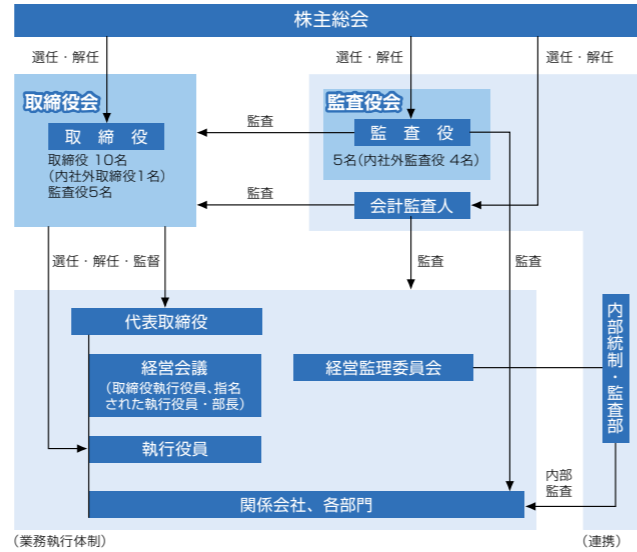 株主総会
選任・解任
選任・解任
選任・解任
取締役会
監査役会
取締役
監査
監査役
取締役 10名
(内社外取締役1名)
監査役5名
5名(内社外監査役 4名)
監査
会計監査人
選任・解任・監督
監査
監査
代表取締役
内部統制・監査部
経営会議
(取締役執行役員、指名
された執行役員・部長)
経営監理委員会
執行役員
内部
監査
関係会社、各部門
(業務執行体制)
(連携)